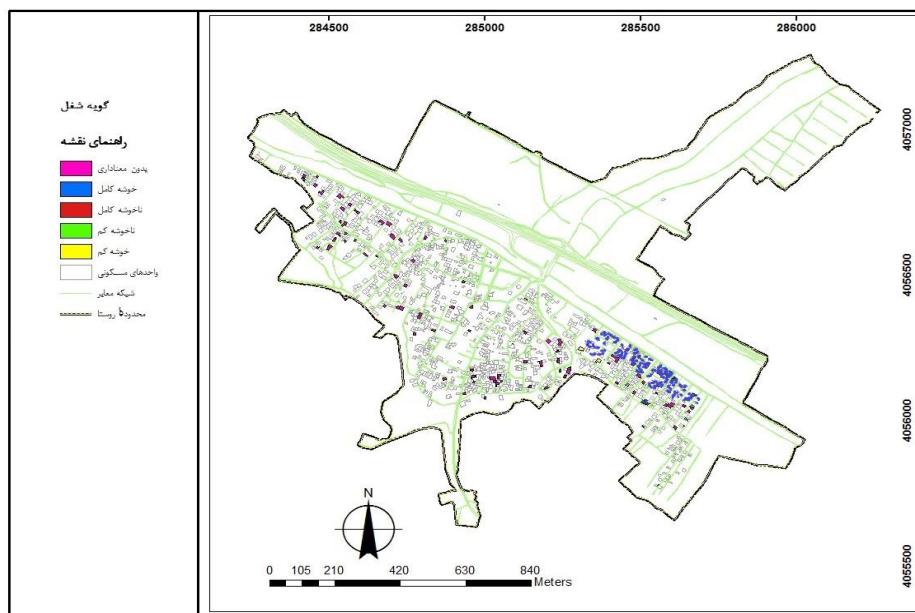 گویه شغل
راهنمای نقشه
بدون معناداری
خوشه کامل
ناخوشه کامل
ناخوشه کم
خوشه کم
واحدهای مسکونی
شبکه معابر
محدوده روستا
284500 285000 285500 286000
4057000
4056500
4056000
4055500
N
0 105 210 420 630 840
Meters